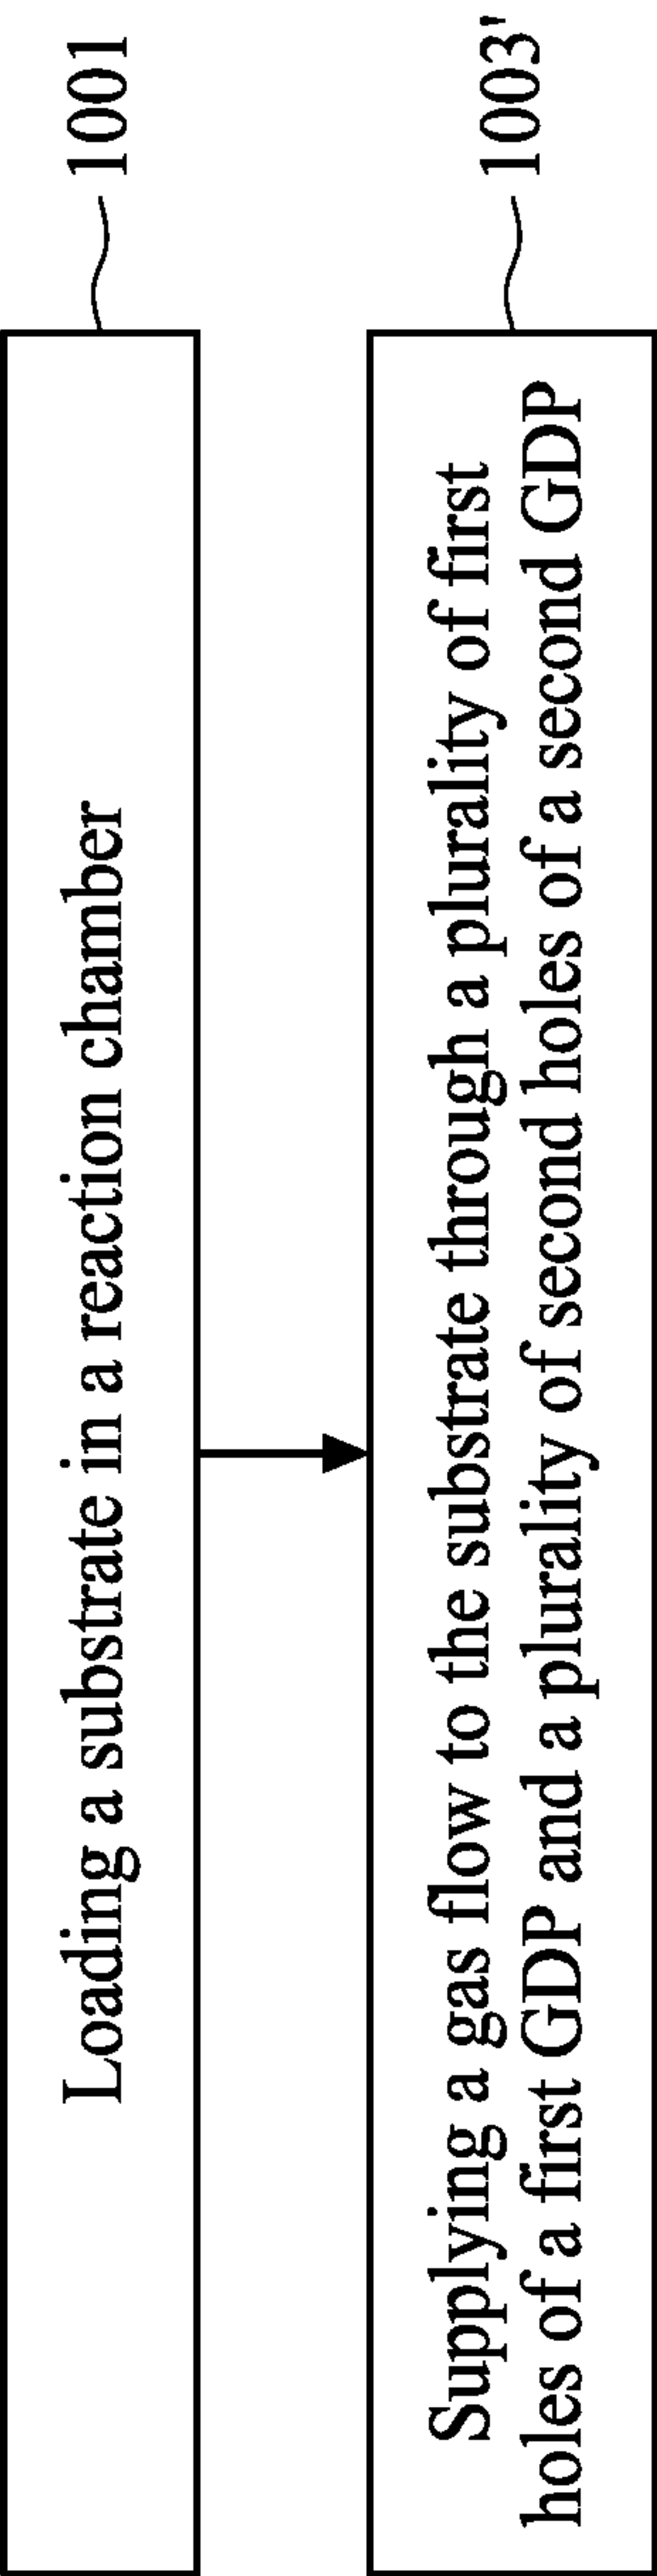 Loading a substrate in a reaction chamber
1001
Supplying a gas flow to the substrate through a plurality of first
holes of a first GDP and a plurality of second holes of a second GDP
1003'